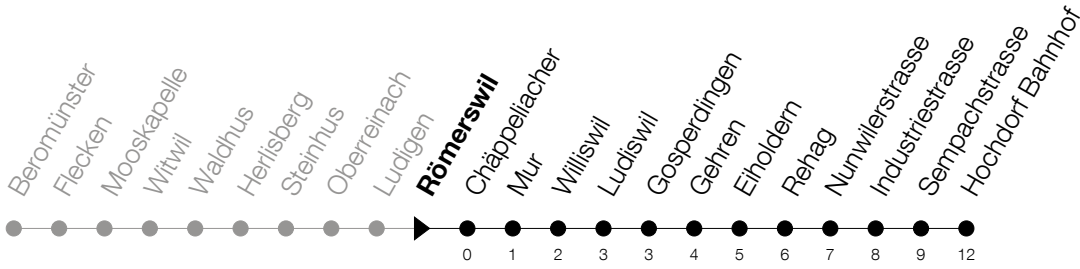 Beromünster
Flecken
Mooskapelle
Witwil
Waldhus
Herlisberg
Steinhus
Oberreinach
Ludigen
Römerswil
Chäppeliacher
Mur
Williswil
Ludiswil
Gosperdingen
Gehren
Eiholdern
Rehag
Nunwilerstrasse
Industriestrasse
Sempachstrasse
Hochdorf Bahnhof
0 1 2 3 3 4 5 6 7 8 9 12